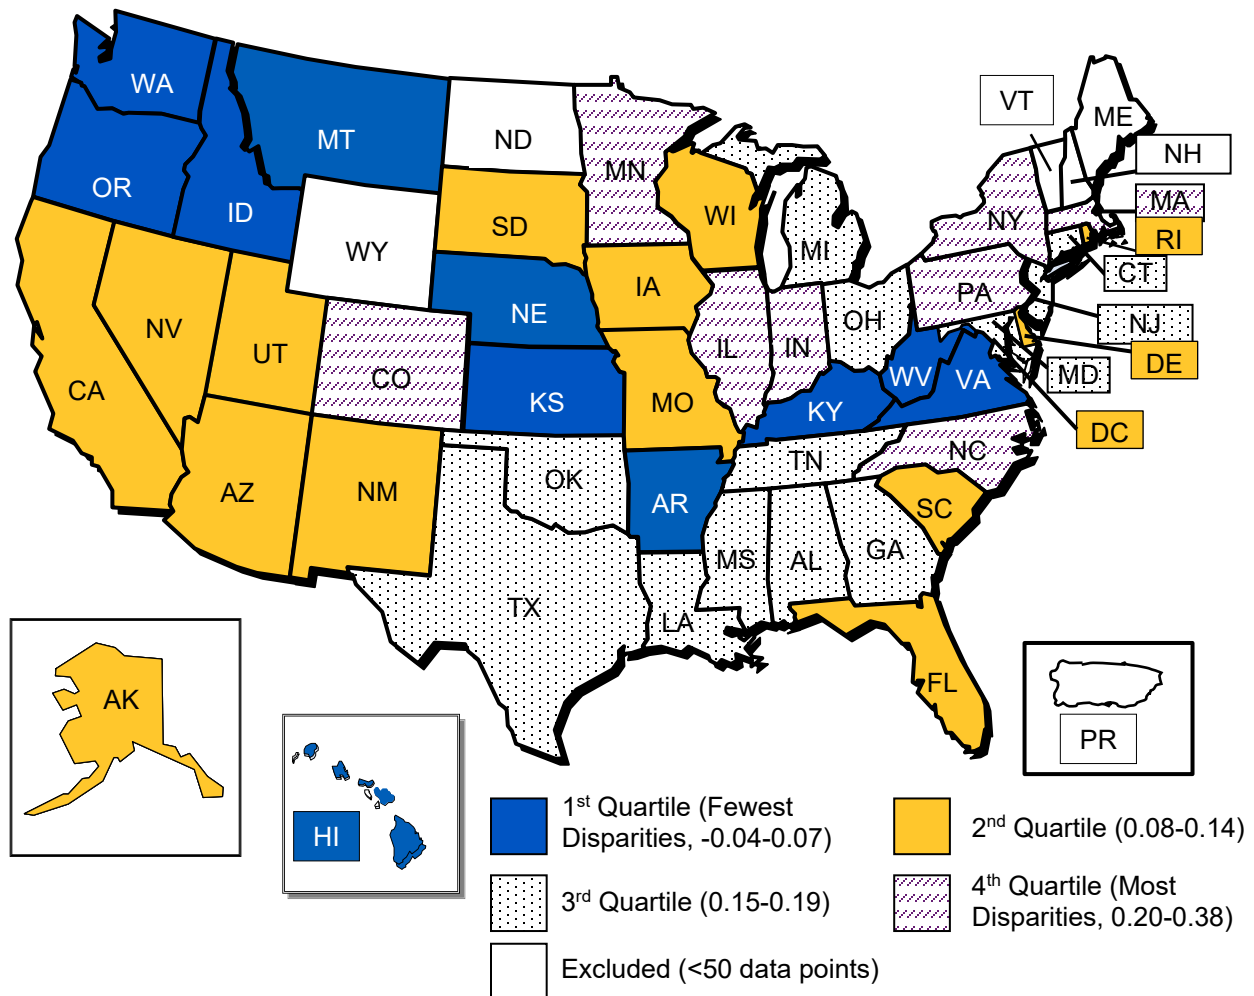 WA
MT
ND
MN
VT
ME
NH
OR
ID
WY
SD
WI
MI
NY
MA
RI
CT
NV
UT
CO
NE
IA
IL
IN
OH
PA
NJ
DE
CA
KS
MO
KY
WV
VA
MD
DC
AZ
NM
OK
AR
TN
NC
SC
TX
LA
MS
AL
GA
FL
AK
HI
PR
1st Quartile (Fewest
Disparities, -0.04-0.07)
2nd Quartile (0.08-0.14)
3rd Quartile (0.15-0.19)
4th Quartile (Most
Disparities, 0.20-0.38)
Excluded (<50 data points)